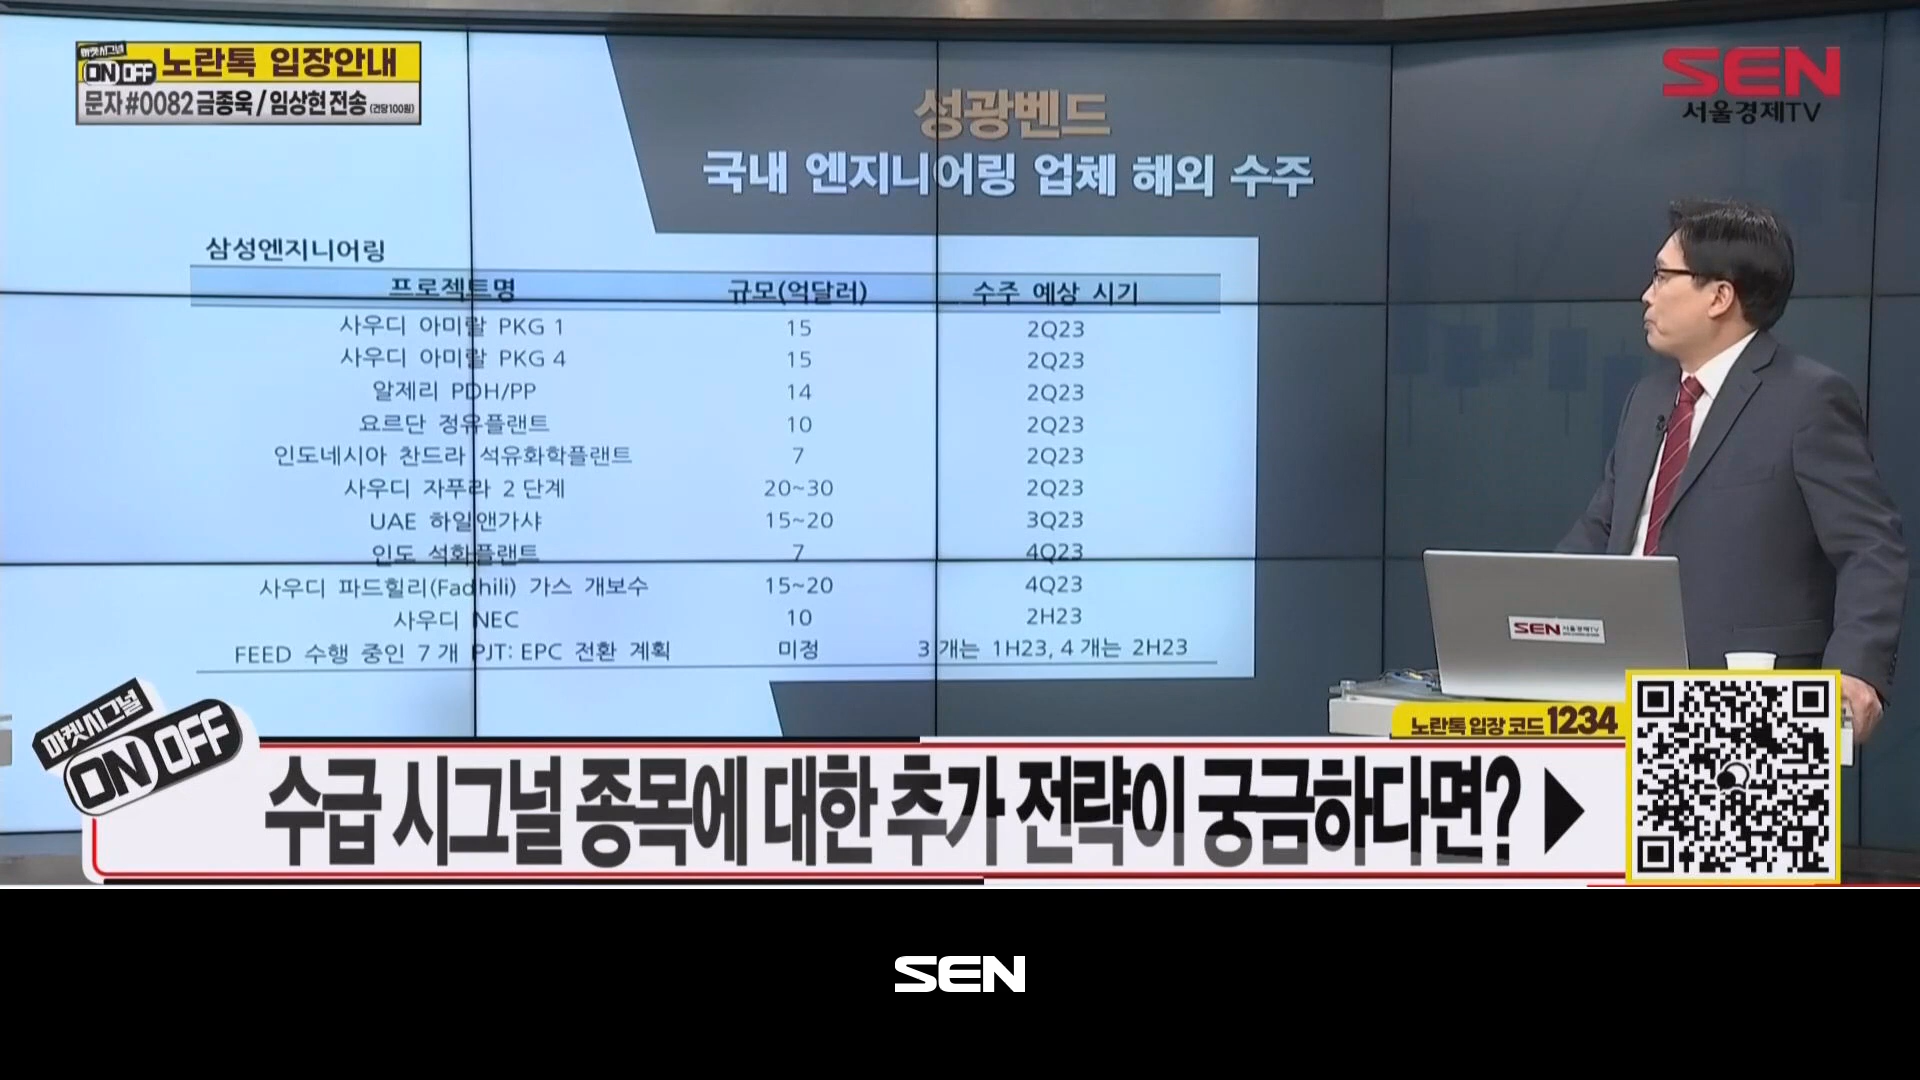 마켓시그널
ON OFF 노란톡 입장안내
문자 #0082 금종욱 / 임상현 전송 (건당100원)
SEN
서울경제TV
성광벤드
국내 엔지니어링 업체 해외 수주
삼성엔지니어링
프로젝트명 규모(억달러) 수주 예상 시기
사우디 아미랄 PKG 1 15 2Q23
사우디 아미랄 PKG 4 15 2Q23
알제리 PDH/PP 14 2Q23
요르단 정유플랜트 10 2Q23
인도네시아 찬드라 석유화학플랜트 7 2Q23
사우디 자푸라 2 단계 20~30 2Q23
UAE 하일앤가샤 15~20 3Q23
인도 석화플랜트 7 4Q23
사우디 파드힐리(Fadhili) 가스 개보수 15~20 4Q23
사우디 NEC 10 2H23
FEED 수행 중인 7 개 PJT: EPC 전환 계획 미정 3 개는 1H23, 4 개는 2H23
SEN 서울경제TV
노란톡 입장 코드 1234
마켓시그널
ON OFF
수급 시그널 종목에 대한 추가 전략이 궁금하다면? ▶
SEN